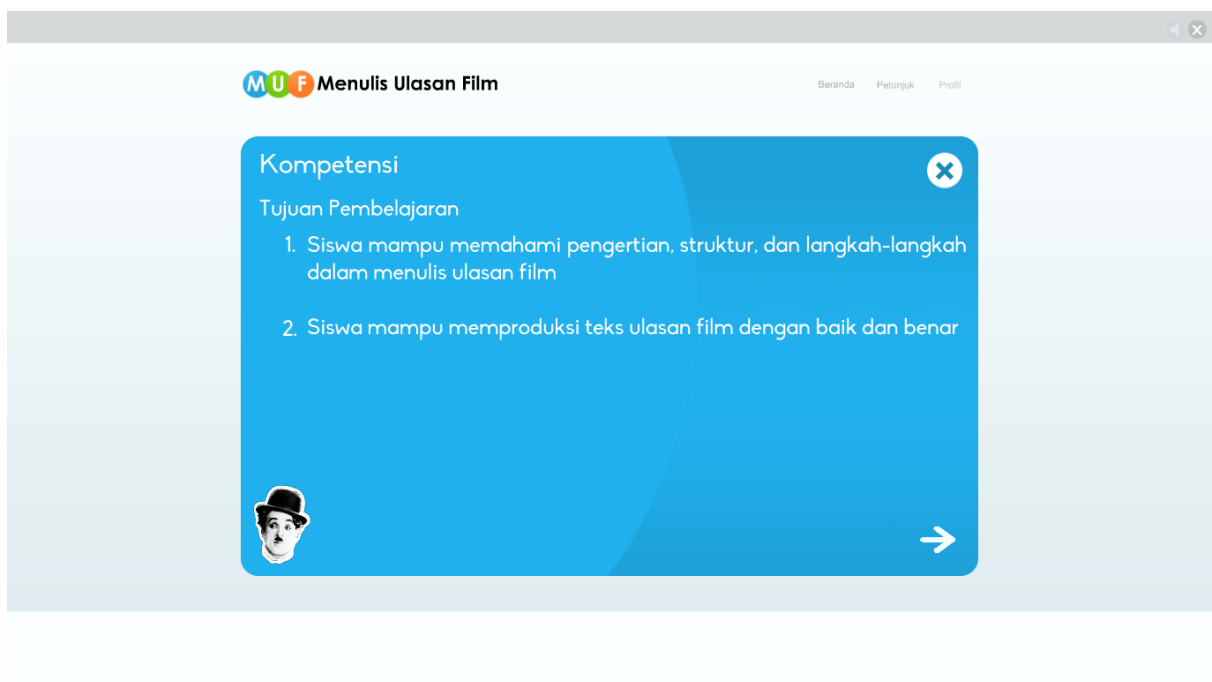 MUF Menulis Ulasan Film
Beranda Petunjuk Profil
Kompetensi
Tujuan Pembelajaran
1. Siswa mampu memahami pengertian, struktur, dan langkah-langkah
dalam menulis ulasan film
2. Siswa mampu memproduksi teks ulasan film dengan baik dan benar